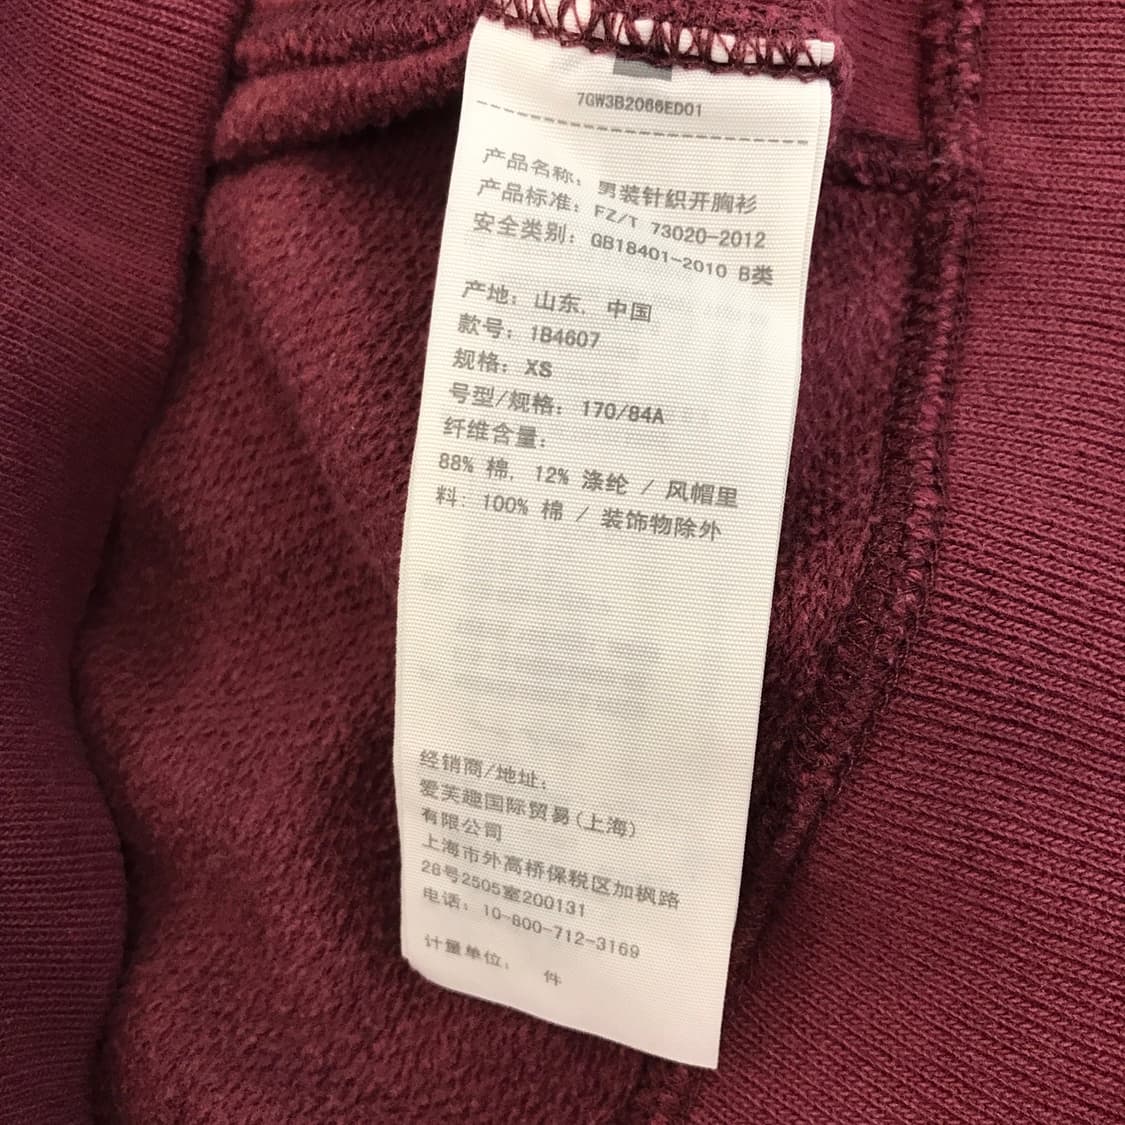 7GW3B2066ED01
产品名称: 男装针织开胸衫
产品标准: FZ/T 73020-2012
安全类别: GB18401-2010 B类
产地: 山东, 中国
款号: 1B4607
规格: XS
号型/规格: 170/84A
纤维含量:
88% 棉, 12% 涤纶 / 风帽里
料: 100% 棉 / 装饰物除外
经销商/地址:
爱芙趣国际贸易(上海)
有限公司
上海市外高桥保税区加枫路
28号2505室200131
电话: 10-800-712-3169
计量单位: 件